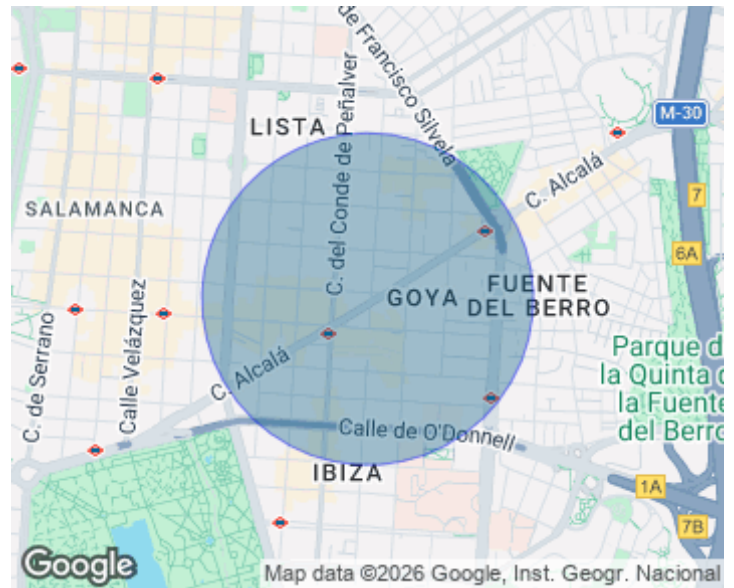 de Francisco Silvela
C. del Conde de Peñalver
LISTA
M-30
C. Alcalá
7
SALAMANCA
6A
GOYA
FUENTE
DEL BERRO
Calle Velázquez
C. de Serrano
Parque d
la Quinta d
la Fuente
del Berro
C. Alcalá
Calle de O'Donnell
IBIZA
1A
7B
Google
Map data ©2026 Google, Inst. Geogr. Nacional